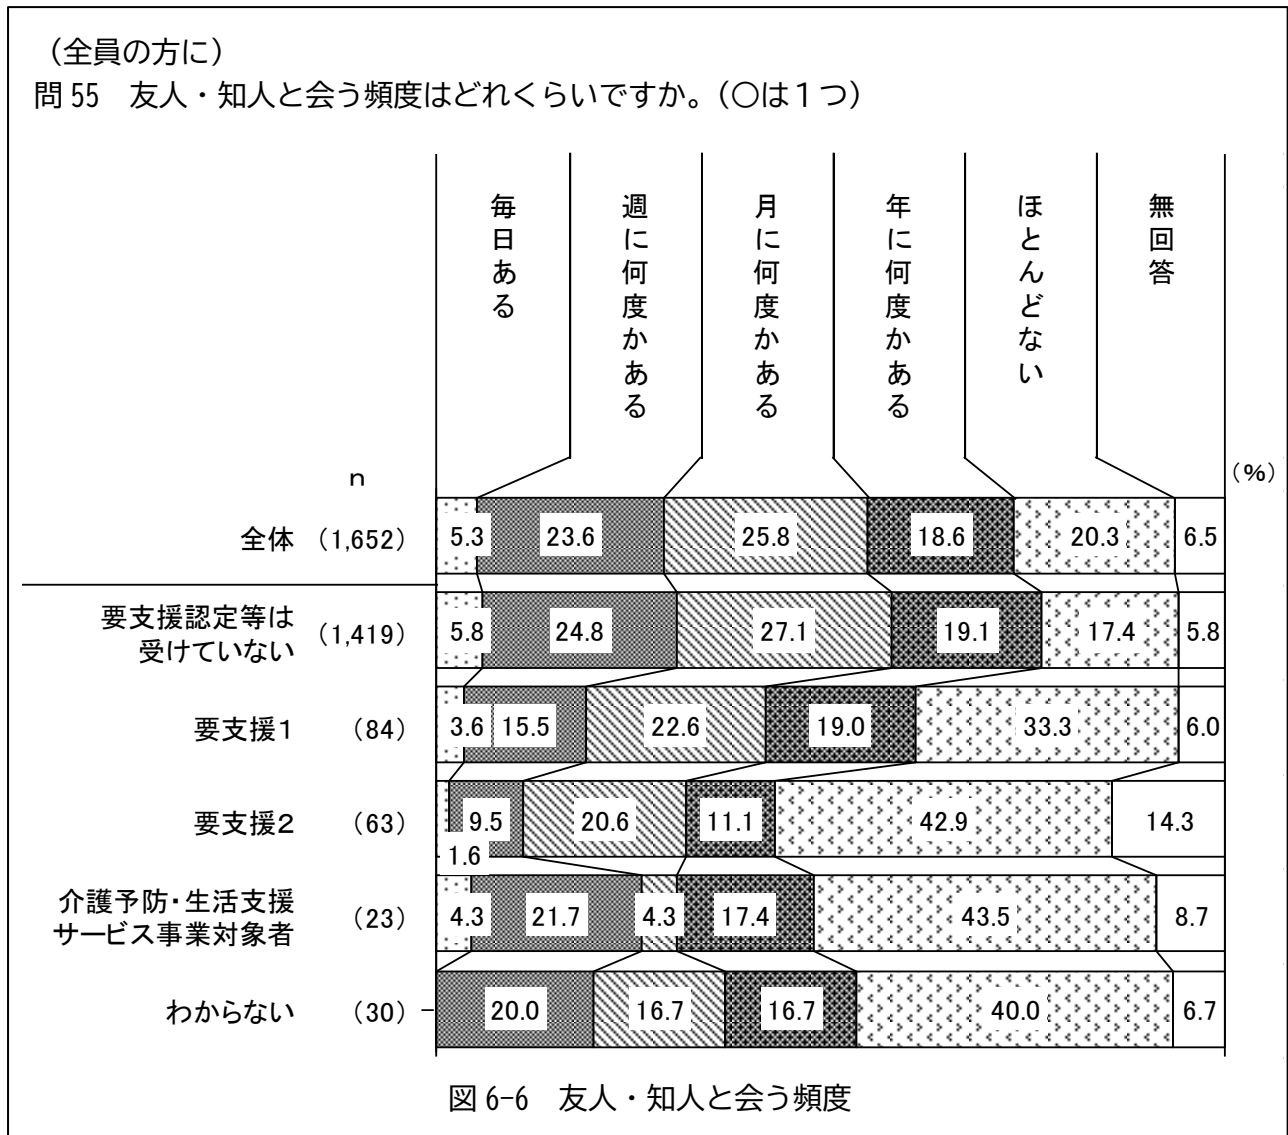 （全員の方に）
問 55　友人・知人と会う頻度はどれくらいですか。（○は１つ）
毎日ある
週に何度かある
月に何度かある
年に何度かある
ほとんどない
無回答
ｎ
(％)
全体 (1,652) 5.3 23.6 25.8 18.6 20.3 6.5
要支援認定等は
受けていない (1,419) 5.8 24.8 27.1 19.1 17.4 5.8
要支援１ (84) 3.6 15.5 22.6 19.0 33.3 6.0
要支援２ (63) 1.6 9.5 20.6 11.1 42.9 14.3
介護予防・生活支援
サービス事業対象者 (23) 4.3 21.7 4.3 17.4 43.5 8.7
わからない (30) - 20.0 16.7 16.7 40.0 6.7
図 6-6　友人・知人と会う頻度